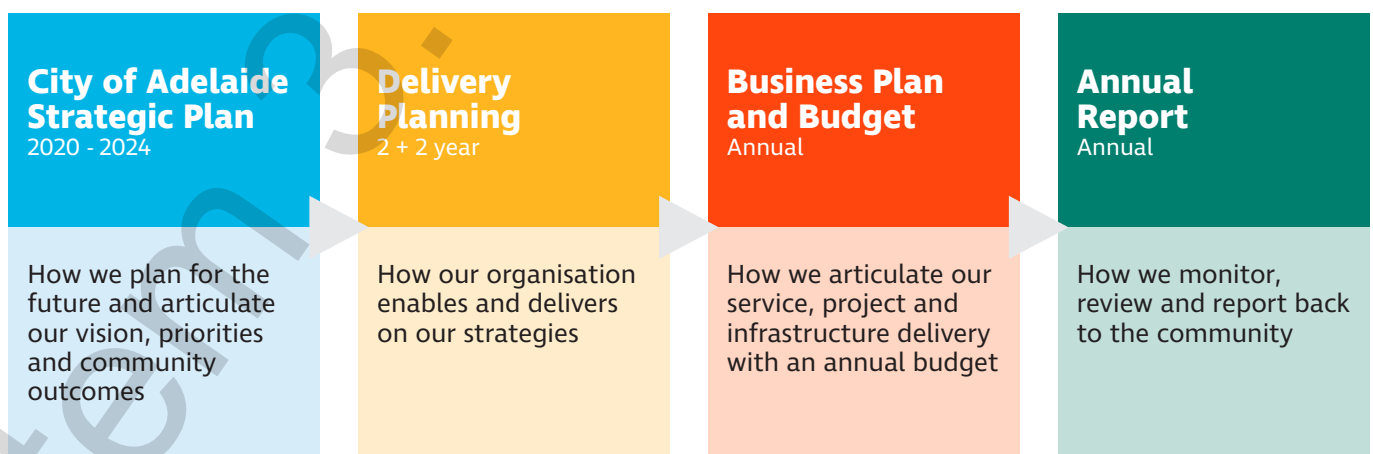 City of Adelaide
Strategic Plan
2020 - 2024
How we plan for the
future and articulate
our vision, priorities
and community
outcomes
Delivery
Planning
2 + 2 year
How our organisation
enables and delivers
on our strategies
Business Plan
and Budget
Annual
How we articulate our
service, project and
infrastructure delivery
with an annual budget
Annual
Report
Annual
How we monitor,
review and report back
to the community
tem 3.